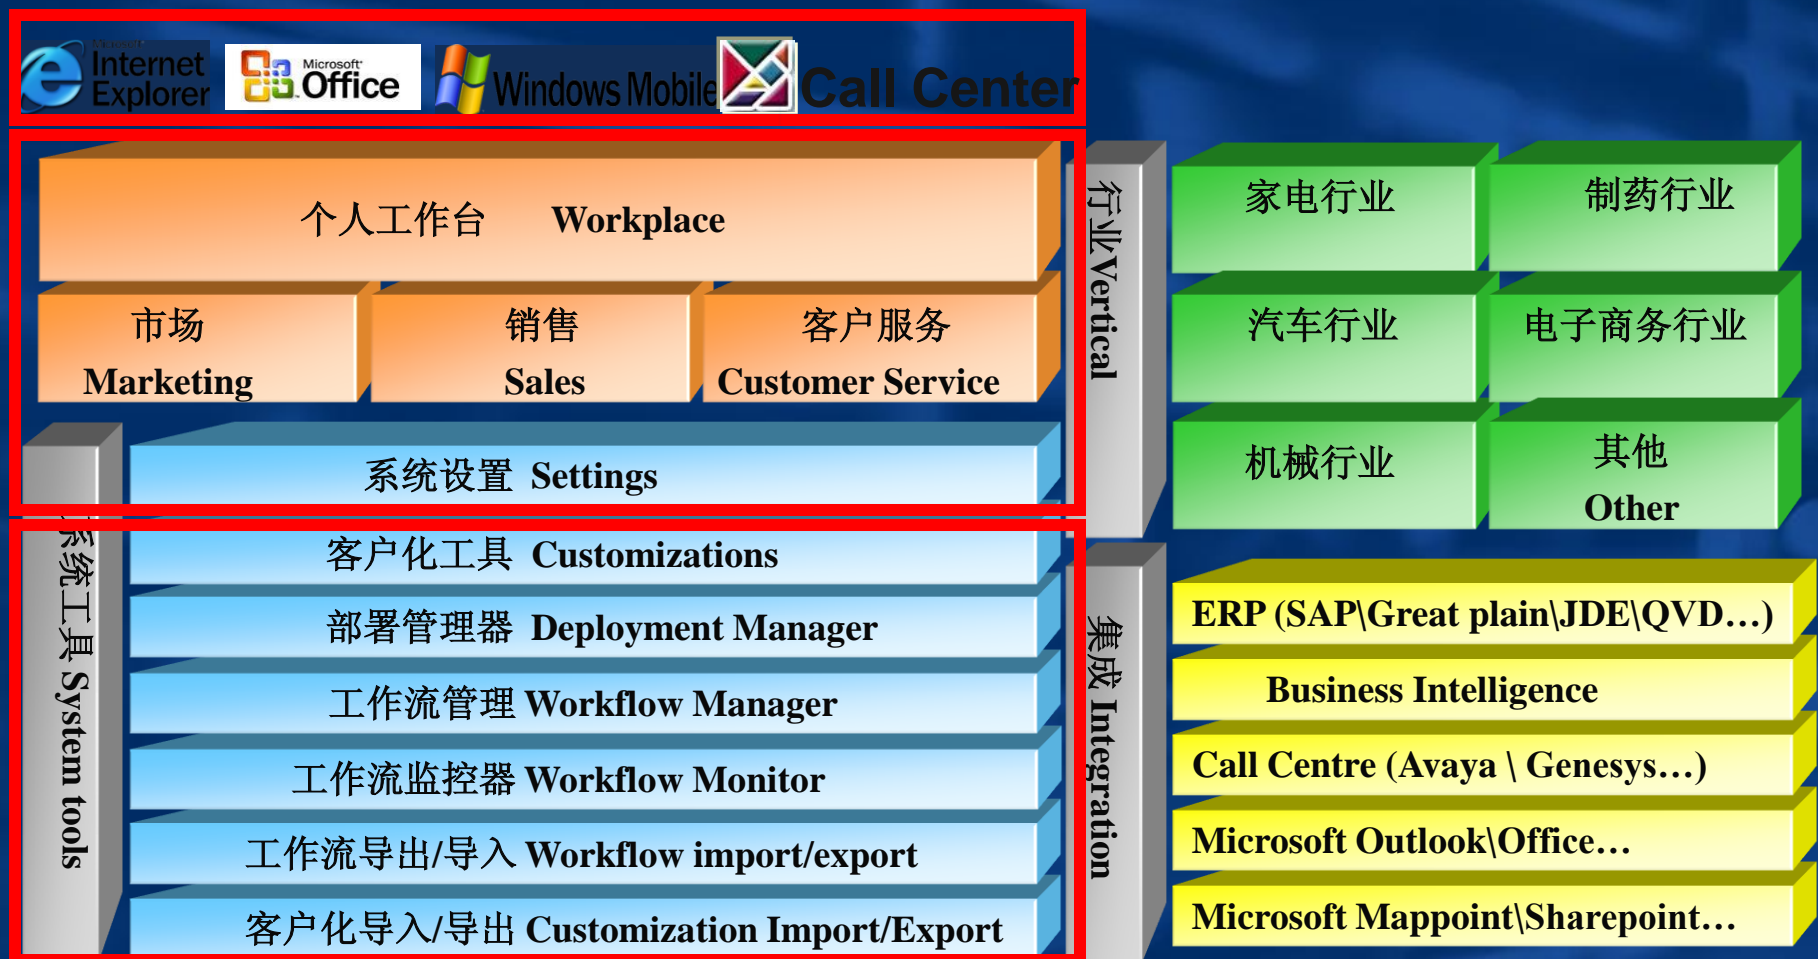 Microsoft
Internet
Explorer
Microsoft
Office
Windows Mobile
Call Center
个人工作台 Workplace
市场
Marketing
销售
Sales
客户服务
Customer Service
系统设置 Settings
客户化工具 Customizations
部署管理器 Deployment Manager
工作流管理 Workflow Manager
工作流监控器 Workflow Monitor
工作流导出/导入 Workflow import/export
客户化导入/导出 Customization Import/Export
系统工具 System tools
行业Vertical
家电行业
制药行业
汽车行业
电子商务行业
机械行业
其他
Other
集成 Integration
ERP (SAP\Great plain\JDE\QVD…)
Business Intelligence
Call Centre (Avaya \ Genesys…)
Microsoft Outlook\Office…
Microsoft Mappoint\Sharepoint…